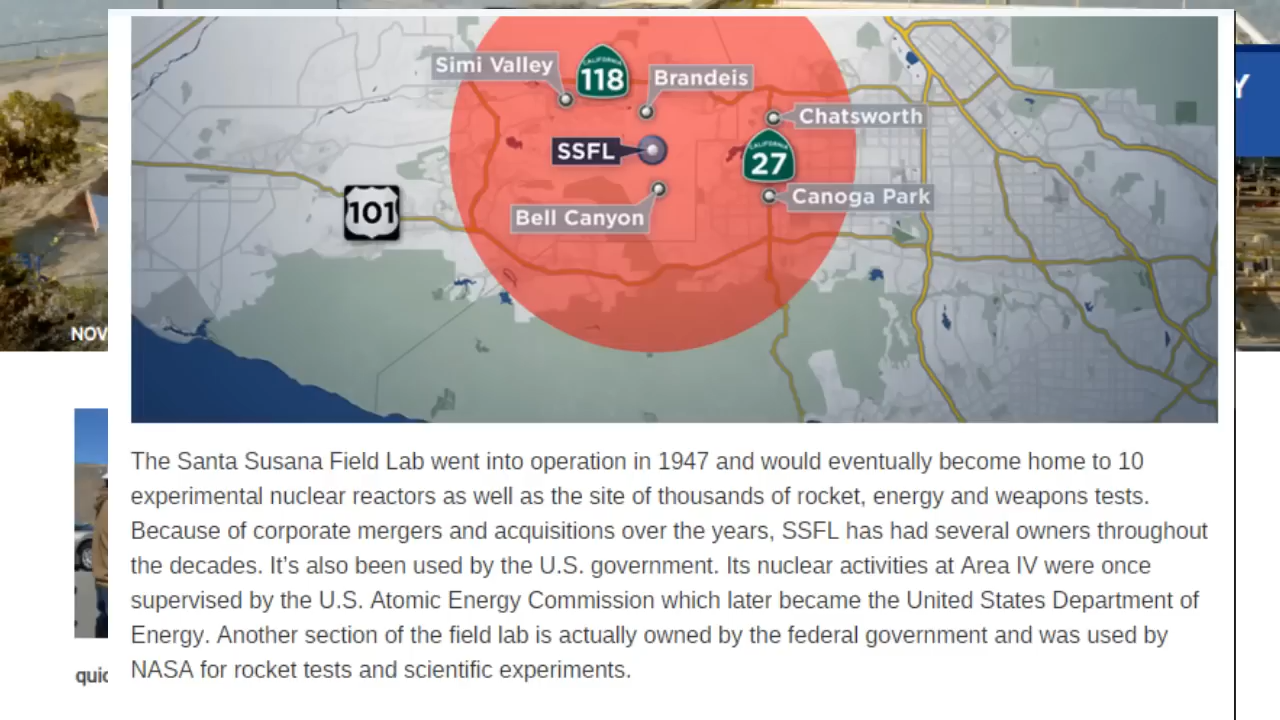 Simi Valley
CALIFORNIA
118
Brandeis
Chatsworth
SSFL
CALIFORNIA
27
101
Canoga Park
Bell Canyon
Y
NOV
The Santa Susana Field Lab went into operation in 1947 and would eventually become home to 10
experimental nuclear reactors as well as the site of thousands of rocket, energy and weapons tests.
Because of corporate mergers and acquisitions over the years, SSFL has had several owners throughout
the decades. It’s also been used by the U.S. government. Its nuclear activities at Area IV were once
supervised by the U.S. Atomic Energy Commission which later became the United States Department of
Energy. Another section of the field lab is actually owned by the federal government and was used by
NASA for rocket tests and scientific experiments.
quic